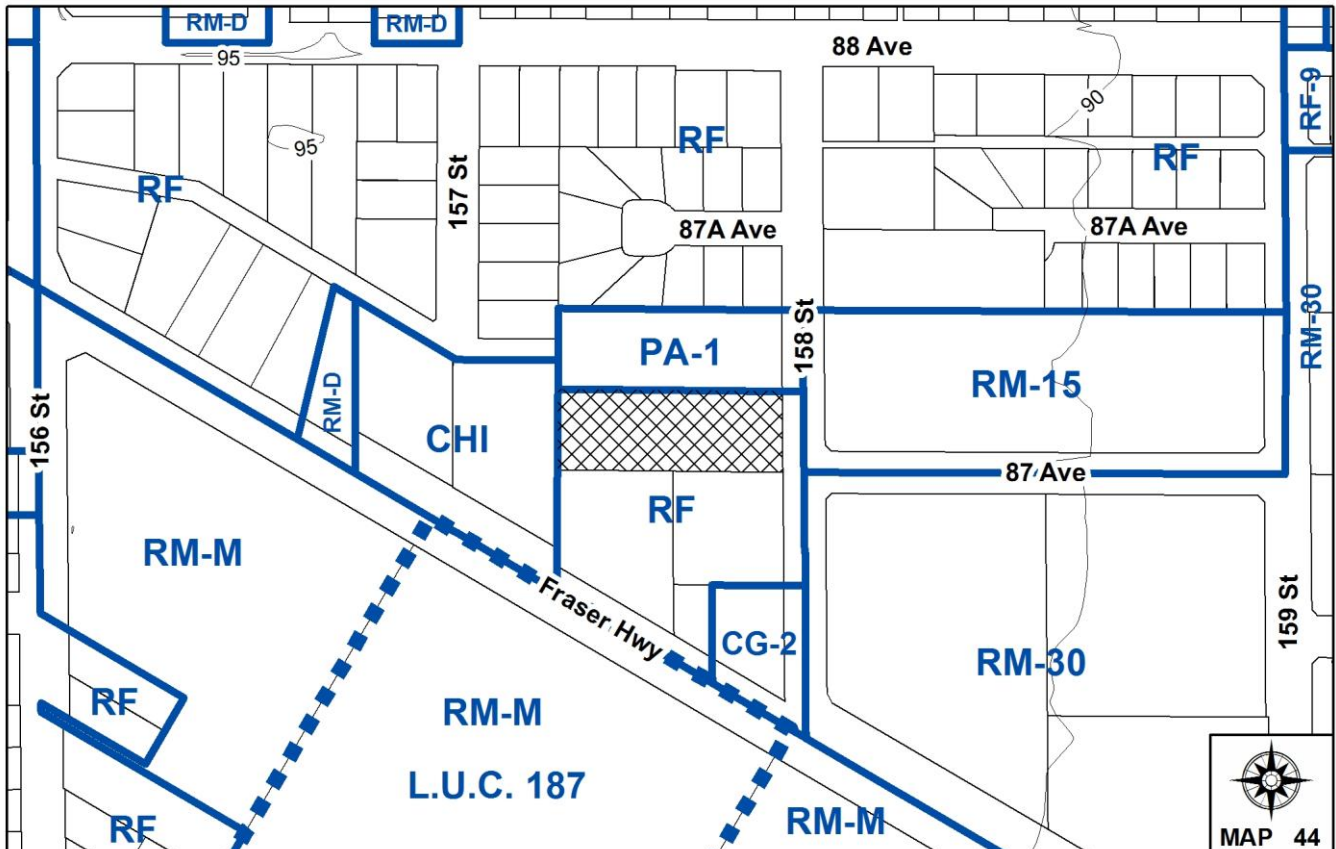 RM-D
RM-D
95
88 Ave
90
RF-9
95
RF
RF
RF
157 St
87A Ave
87A Ave
RM-30
158 St
PA-1
RM-15
RM-D
156 St
CHI
87 Ave
RF
RM-M
Fraser Hwy
159 St
CG-2
RM-30
RF
RM-M
L.U.C. 187
RM-M
RF
MAP 44